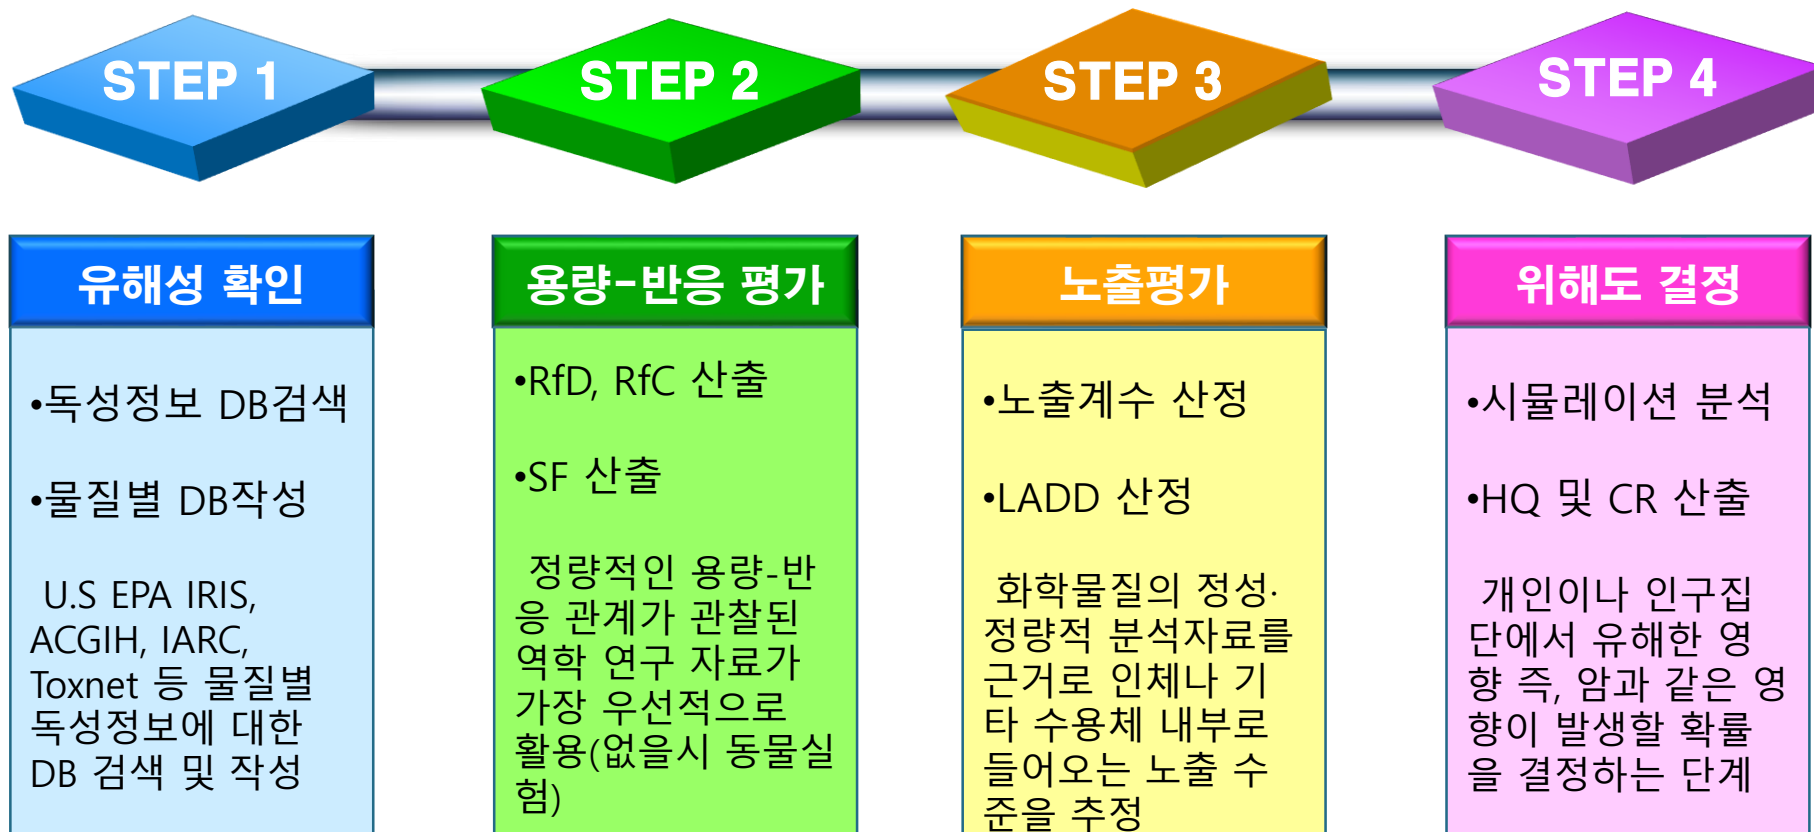 STEP 1
STEP 2
STEP 3
STEP 4
유해성 확인
•독성정보 DB검색
•물질별 DB작성
U.S EPA IRIS,
ACGIH, IARC,
Toxnet 등 물질별
독성정보에 대한
DB 검색 및 작성
용량-반응 평가
•RfD, RfC 산출
•SF 산출
정량적인 용량-반
응 관계가 관찰된
역학 연구 자료가
가장 우선적으로
활용(없을시 동물실
험)
노출평가
•노출계수 산정
•LADD 산정
화학물질의 정성·
정량적 분석자료를
근거로 인체나 기
타 수용체 내부로
들어오는 노출 수
준을 추정
위해도 결정
•시뮬레이션 분석
•HQ 및 CR 산출
개인이나 인구집
단에서 유해한 영
향 즉, 암과 같은 영
향이 발생할 확률
을 결정하는 단계